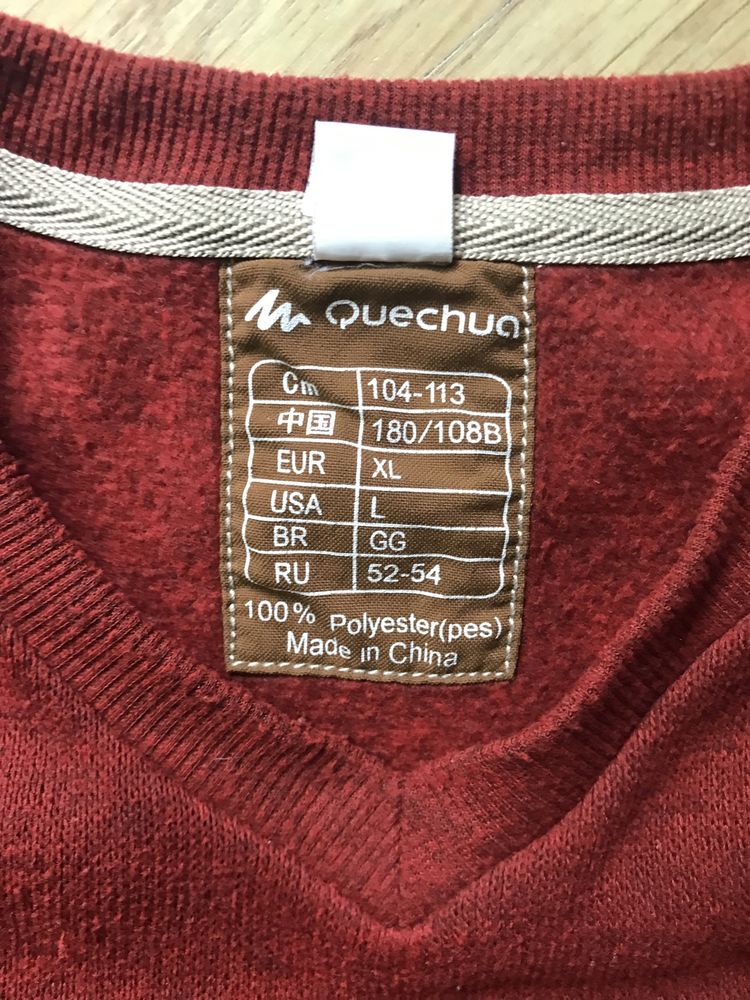 Quechua
Cm 104-113
中国 180/108B
EUR XL
USA L
BR GG
RU 52-54
100% Polyester(pes)
Made in China